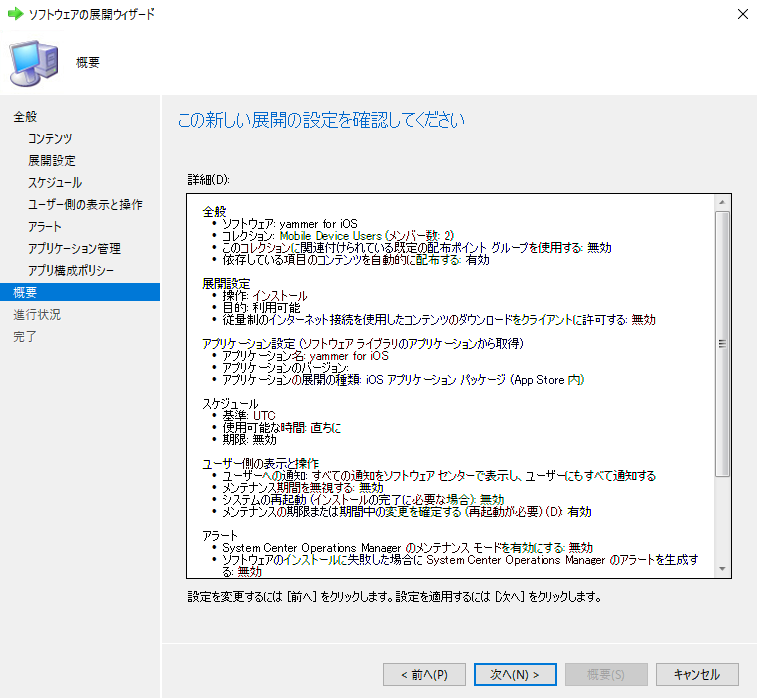 ソフトウェアの展開ウィザード
概要
全般
コンテンツ
展開設定
スケジュール
ユーザー側の表示と操作
アラート
アプリケーション管理
アプリ構成ポリシー
概要
進行状況
完了
この新しい展開の設定を確認してください
詳細(D):
全般
• ソフトウェア: yammer for iOS
• コレクション: Mobile Device Users (メンバー数: 2)
• このコレクションに関連付けられている既定の配布ポイント グループを使用する: 無効
• 依存している項目のコンテンツを自動的に配布する: 有効
展開設定
• 操作: インストール
• 目的: 利用可能
• 従量制のインターネット接続を使用したコンテンツのダウンロードをクライアントに許可する: 無効
アプリケーション設定 (ソフトウェア ライブラリのアプリケーションから取得)
• アプリケーション名: yammer for iOS
• アプリケーションのバージョン:
• アプリケーションの展開の種類: iOS アプリケーション パッケージ (App Store 内)
スケジュール
• 基準: UTC
• 使用可能な時間: 直ちに
• 期限: 無効
ユーザー側の表示と操作
• ユーザーへの通知: すべての通知をソフトウェア センターで表示し、ユーザーにもすべて通知する
• メンテナンス期間を無視する: 無効
• システムの再起動 (インストールの完了に必要な場合): 無効
• メンテナンスの期限または期間中の変更を確定する (再起動が必要) (D): 有効
アラート
• System Center Operations Manager のメンテナンス モードを有効にする: 無効
• ソフトウェアのインストールに失敗した場合に System Center Operations Manager のアラートを生成す
る: 無効
設定を変更するには [前へ] をクリックします。設定を適用するには [次へ] をクリックします。
< 前へ(P)
次へ(N) >
概要(S)
キャンセル